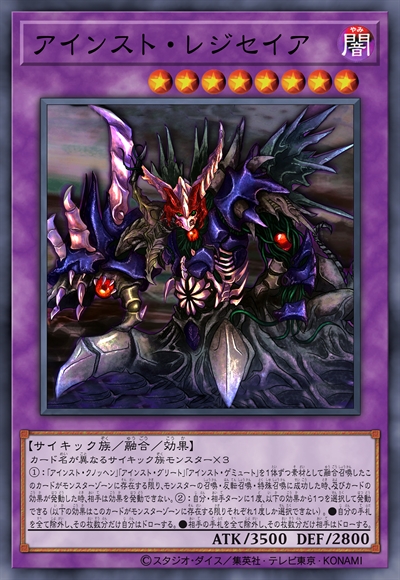 アインスト・レジセイア
やみ
闇
【サイキック族/融合/効果】
カード名が異なるサイキック族モンスター×3
①:「アインスト・クノッヘン」「アインスト・グリート」「アインスト・ゲミュート」を1体ずつ素材として融合召喚したこ
のカードがモンスターゾーンに存在する限り、モンスターの召喚・反転召喚・特殊召喚に成功した時、及びカード
の効果が発動した時、相手は効果を発動できない。②:自分・相手ターンに1度、以下の効果から1つを選択して発動
できる(以下の効果はこのカードがモンスターゾーンに存在する限りそれぞれ1度しか選択できない)。●自分の手札
を全て除外し、その枚数分だけ自分はドローする。●相手の手札を全て除外し、その枚数分だけ相手はドローする。
ATK/3500 DEF/2800
©スタジオ・ダイス/集英社・テレビ東京・KONAMI